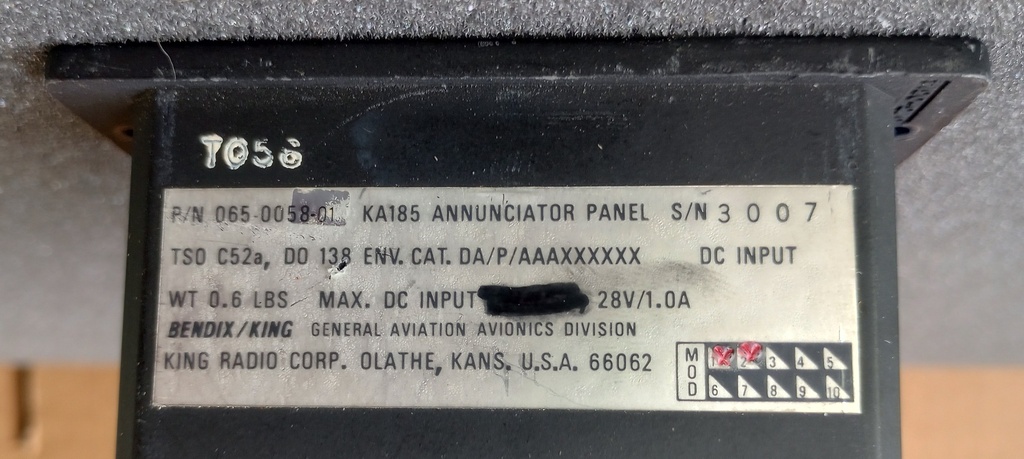 T056
P/N 065-0058-01 KA185 ANNUNCIATOR PANEL S/N 3007
TSO C52a, DO 138 ENV. CAT. DA/P/AAAXXXXXX DC INPUT
WT 0.6 LBS MAX. DC INPUT 28V/1.0A
BENDIX/KING GENERAL AVIATION AVIONICS DIVISION
KING RADIO CORP. OLATHE, KANS. U.S.A. 66062
MOD
1 2 3 4 5
6 7 8 9 10